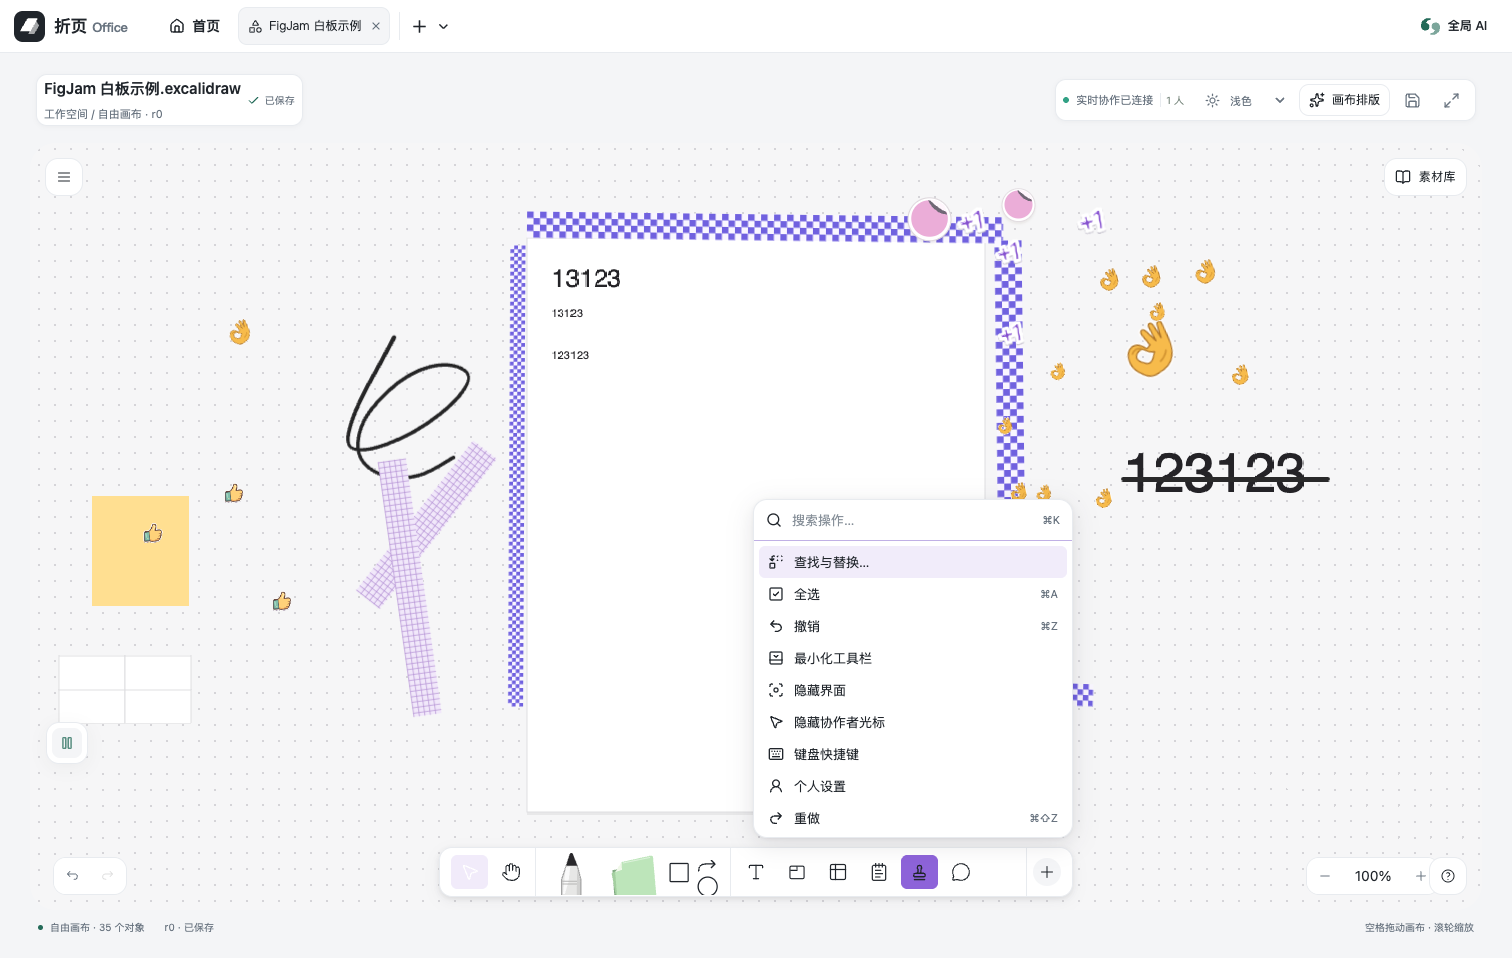 折页 Office
首页
FigJam 白板示例
全局 AI
FigJam 白板示例.excalidraw
已保存
工作空间 / 自由画布 · r0
实时协作已连接
1 人
浅色
画布排版
素材库
+1
+1
+1
+1
13123
13123
123123
123123
搜索操作...
⌘K
查找与替换...
全选 ⌘A
撤销 ⌘Z
最小化工具栏
隐藏界面
隐藏协作者光标
键盘快捷键
个人设置
重做 ⌘⇧Z
100%
自由画布 · 35 个对象
r0 · 已保存
空格拖动画布 · 滚轮缩放